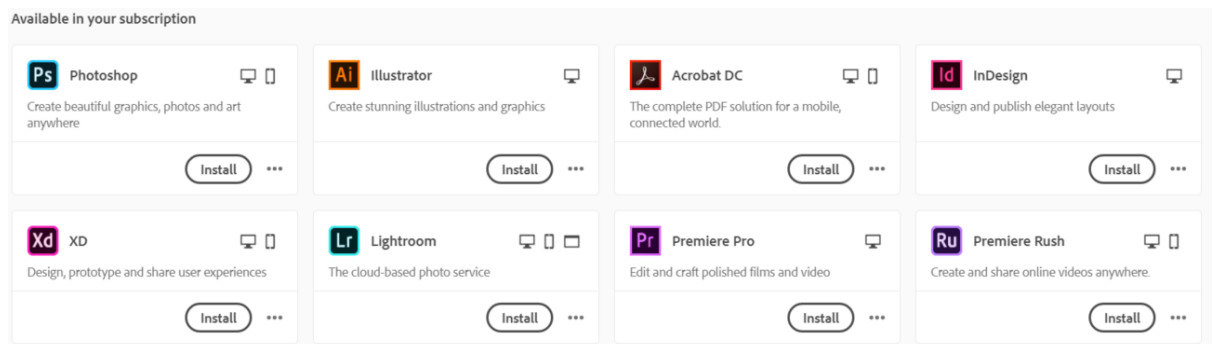 Available in your subscription
Ps Photoshop
Create beautiful graphics, photos and art
anywhere
Install
Ai Illustrator
Create stunning illustrations and graphics
Install
Acrobat DC
The complete PDF solution for a mobile,
connected world.
Install
Id InDesign
Design and publish elegant layouts
Install
Xd XD
Design, prototype and share user experiences
Install
Lr Lightroom
The cloud-based photo service
Install
Pr Premiere Pro
Edit and craft polished films and video
Install
Ru Premiere Rush
Create and share online videos anywhere.
Install